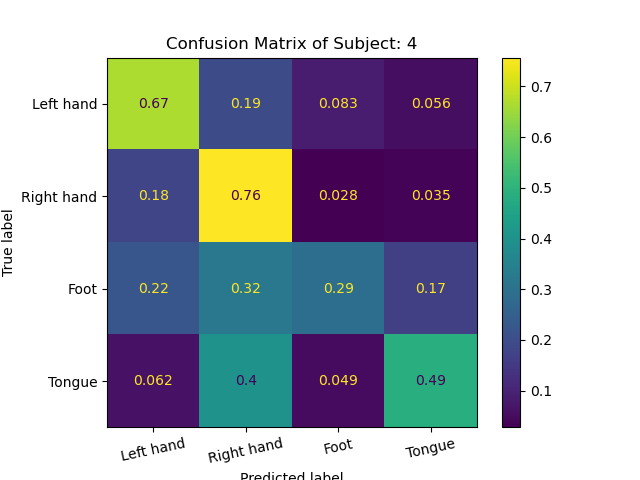 Confusion Matrix of Subject: 4
True label
Left hand 0.67 0.19 0.083 0.056
Right hand 0.18 0.76 0.028 0.035
Foot 0.22 0.32 0.29 0.17
Tongue 0.062 0.4 0.049 0.49
Left hand Right hand Foot Tongue
Predicted label
0.7
0.6
0.5
0.4
0.3
0.2
0.1